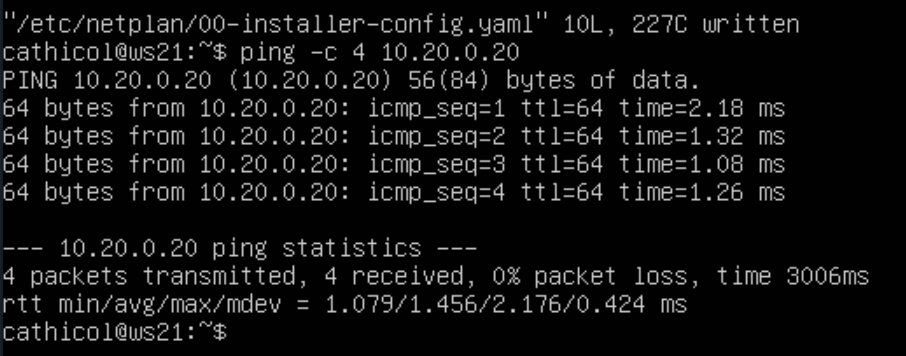 "/etc/netplan/00-installer-config.yaml" 10L, 227C written
cathicol@ws21:~$ ping -c 4 10.20.0.20
PING 10.20.0.20 (10.20.0.20) 56(84) bytes of data.
64 bytes from 10.20.0.20: icmp_seq=1 ttl=64 time=2.18 ms
64 bytes from 10.20.0.20: icmp_seq=2 ttl=64 time=1.32 ms
64 bytes from 10.20.0.20: icmp_seq=3 ttl=64 time=1.08 ms
64 bytes from 10.20.0.20: icmp_seq=4 ttl=64 time=1.26 ms
--- 10.20.0.20 ping statistics ---
4 packets transmitted, 4 received, 0% packet loss, time 3006ms
rtt min/avg/max/mdev = 1.079/1.456/2.176/0.424 ms
cathicol@ws21:~$